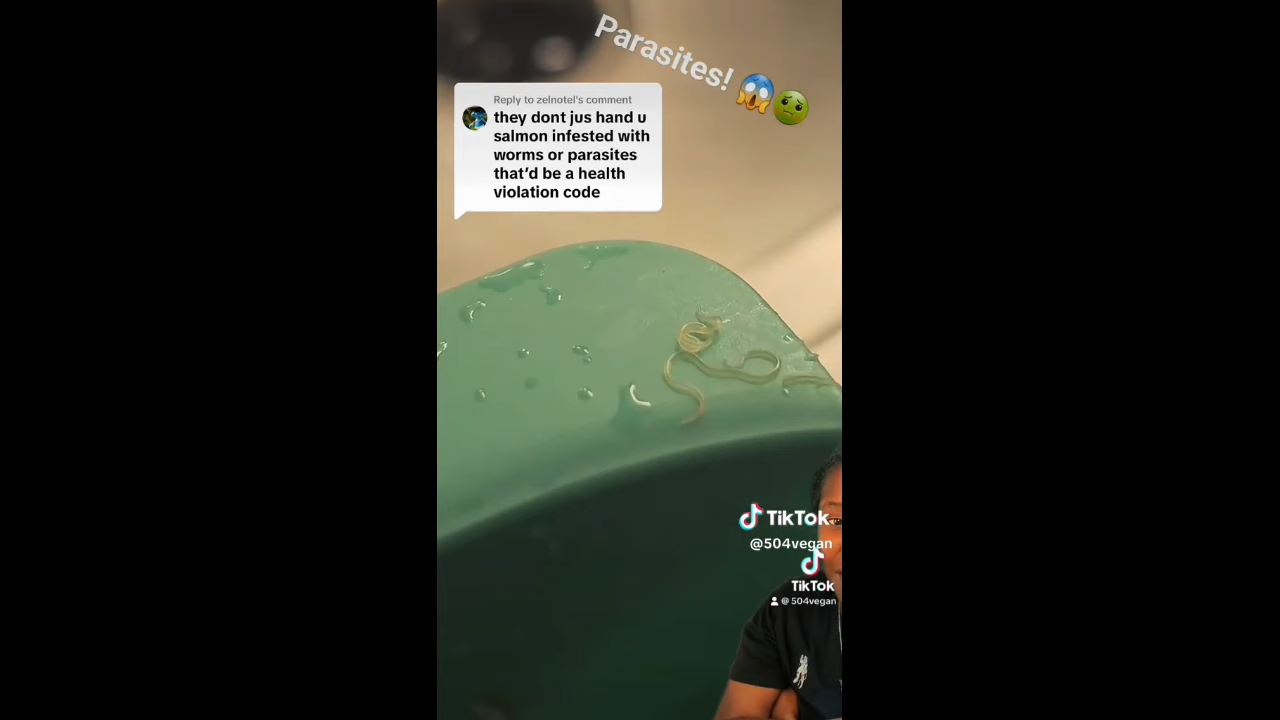 Parasites! 😱🤢
Reply to zelnotel's comment
they dont jus hand u
salmon infested with
worms or parasites
that'd be a health
violation code
TikTok
@504vegan
TikTok
@ 504vegan